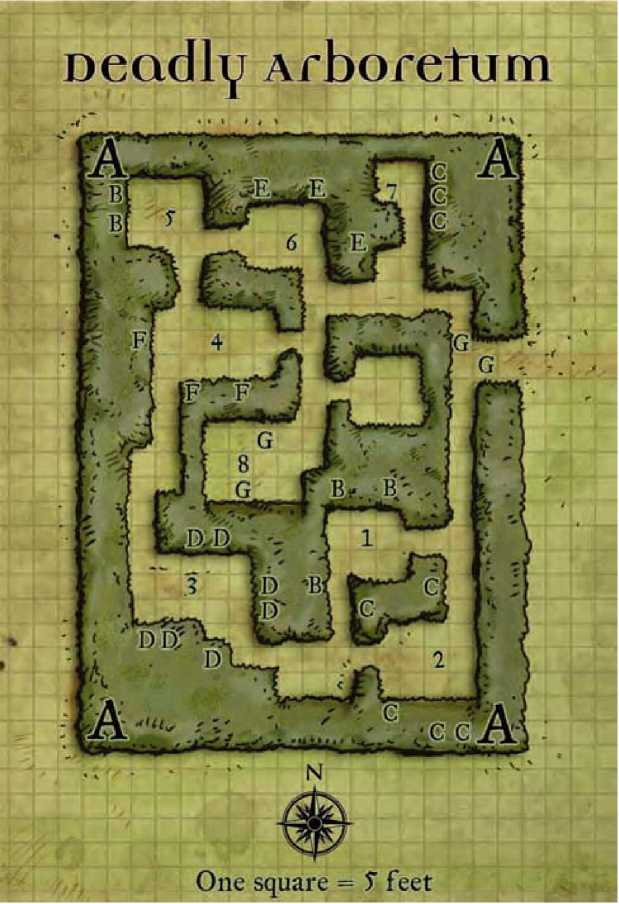 Deadly Arboretum
A A
B C
B 5 E E 7 C
C
6 E
F 4 G
G
F F
G
8
G B B
D D 1
3 D B C C
D
D D
D 2
C
A C C A
N
One square = 5 feet